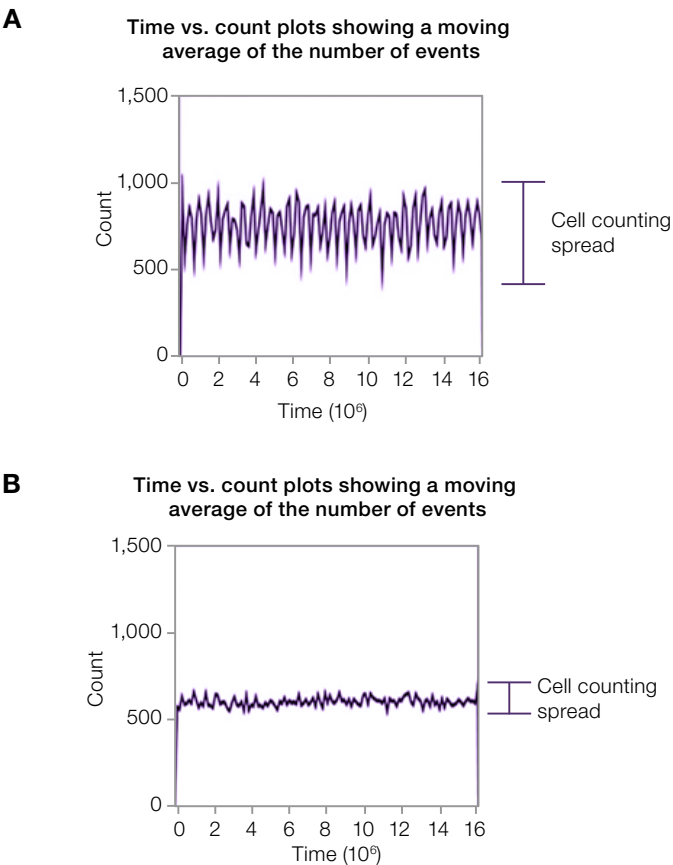 A
Time vs. count plots showing a moving
average of the number of events
1,500
1,000
500
0
Count
0 2 4 6 8 10 12 14 16
Time (10⁶)
Cell counting
spread
B
Time vs. count plots showing a moving
average of the number of events
1,500
1,000
500
0
Count
0 2 4 6 8 10 12 14 16
Time (10⁶)
Cell counting
spread